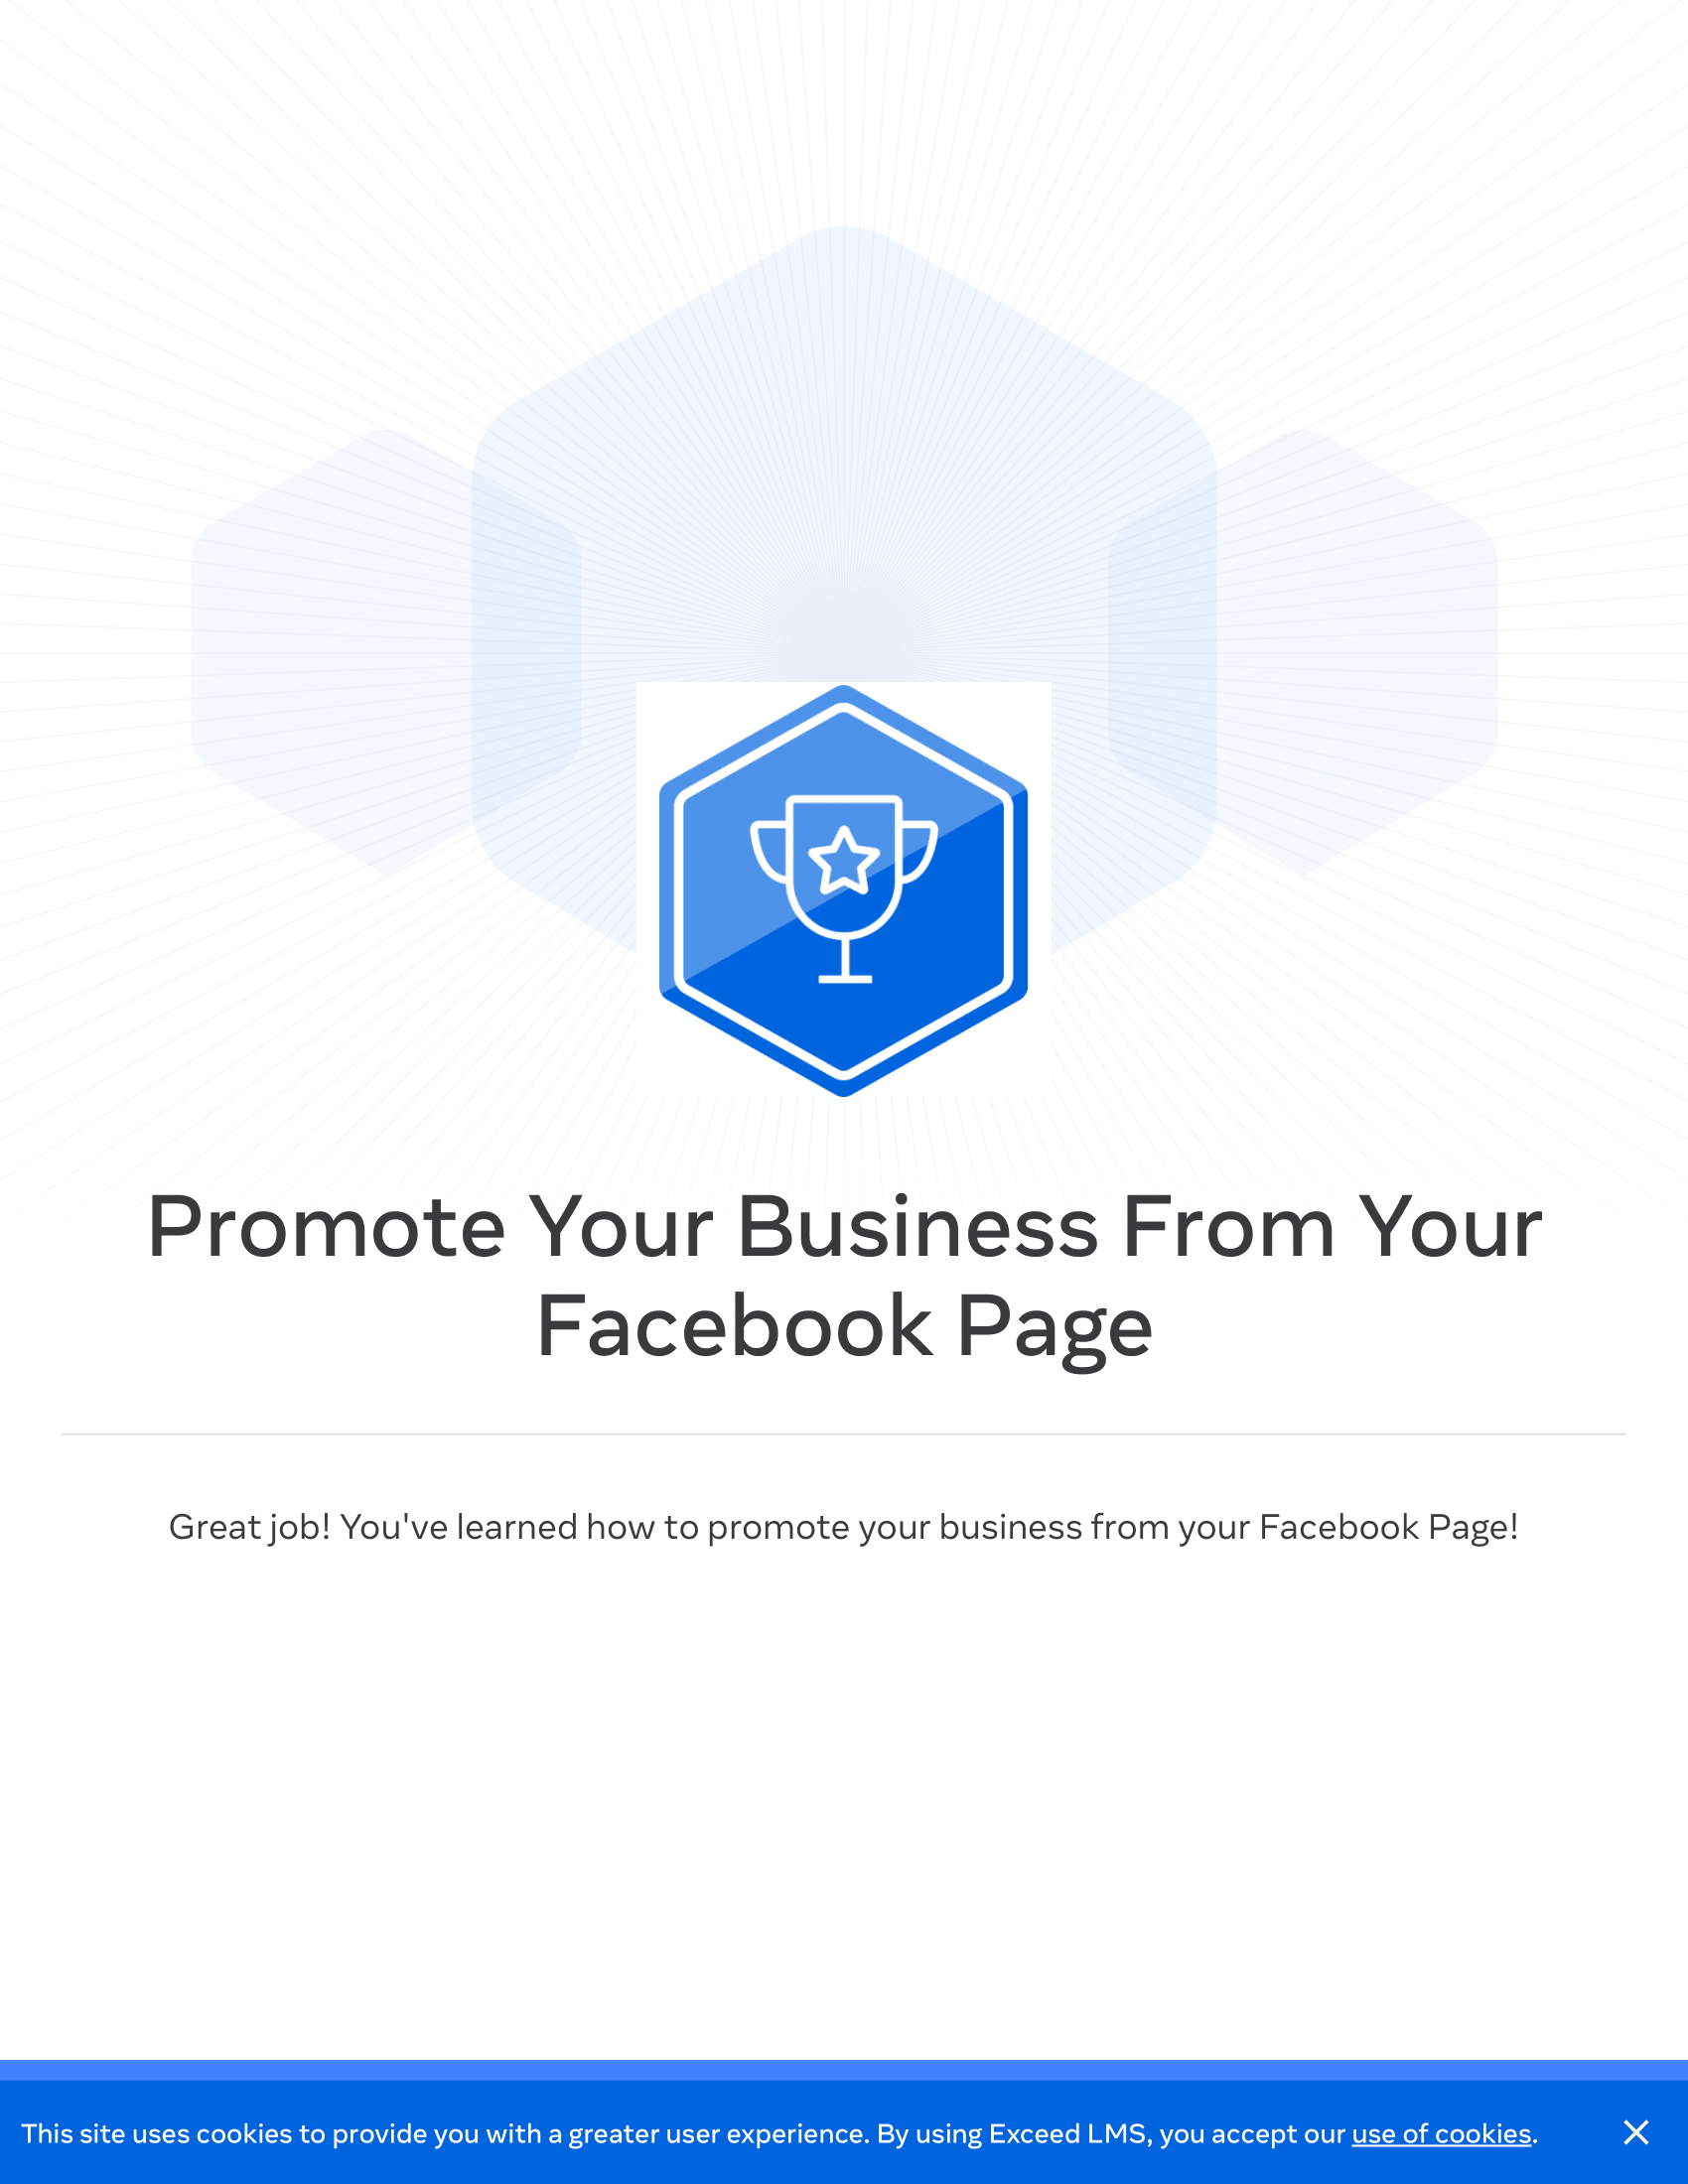 Promote Your Business From Your
Facebook Page
Great job! You've learned how to promote your business from your Facebook Page!
This site uses cookies to provide you with a greater user experience. By using Exceed LMS, you accept our use of cookies.